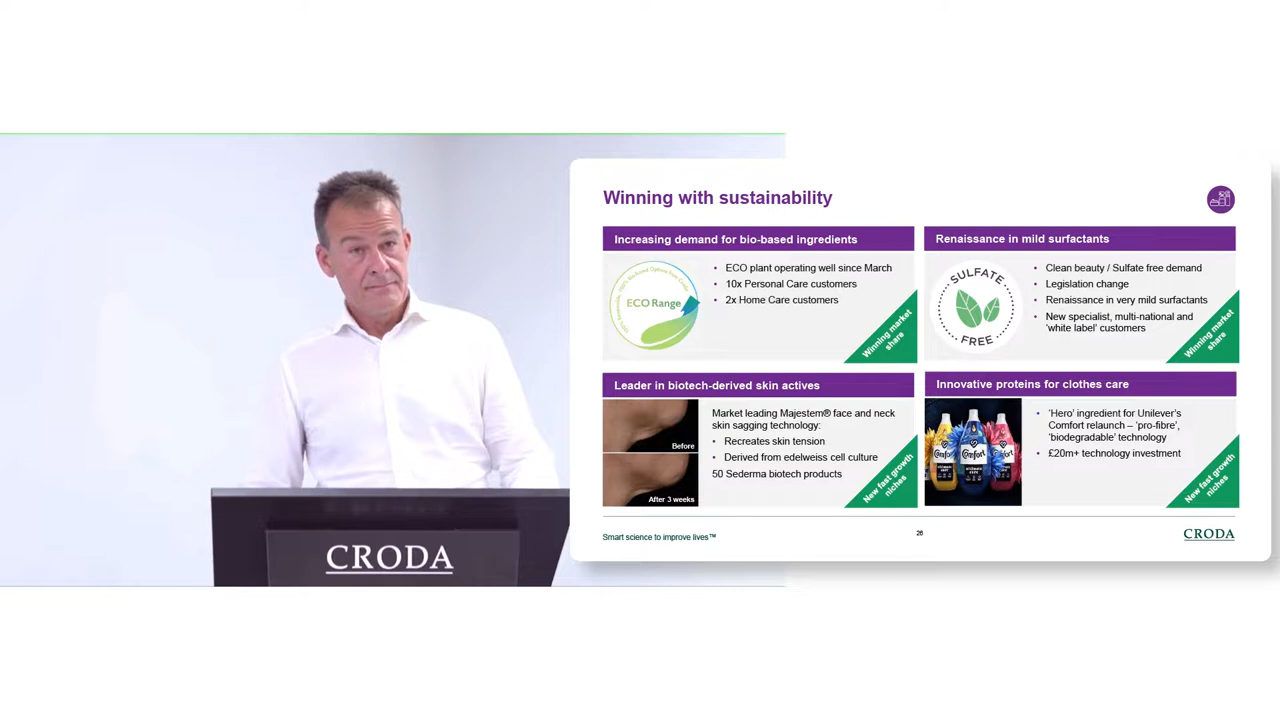 CRODA
Winning with sustainability
Increasing demand for bio-based ingredients
ECO Range
• ECO plant operating well since March
• 10x Personal Care customers
• 2x Home Care customers
Winning market
share
Renaissance in mild surfactants
SULFATE
FREE
• Clean beauty / Sulfate free demand
• Legislation change
• Renaissance in very mild surfactants
• New specialist, multi-national and
'white label' customers
Winning market
share
Leader in biotech-derived skin actives
Before
After 3 weeks
Market leading Majestem® face and neck
skin sagging technology:
• Recreates skin tension
• Derived from edelweiss cell culture
50 Sederma biotech products
New fast growth
niches
Innovative proteins for clothes care
Comfort
Comfort
Comfort
• 'Hero' ingredient for Unilever's
Comfort relaunch – 'pro-fibre',
'biodegradable' technology
• £20m+ technology investment
New fast growth
niches
Smart science to improve lives™
26
CRODA